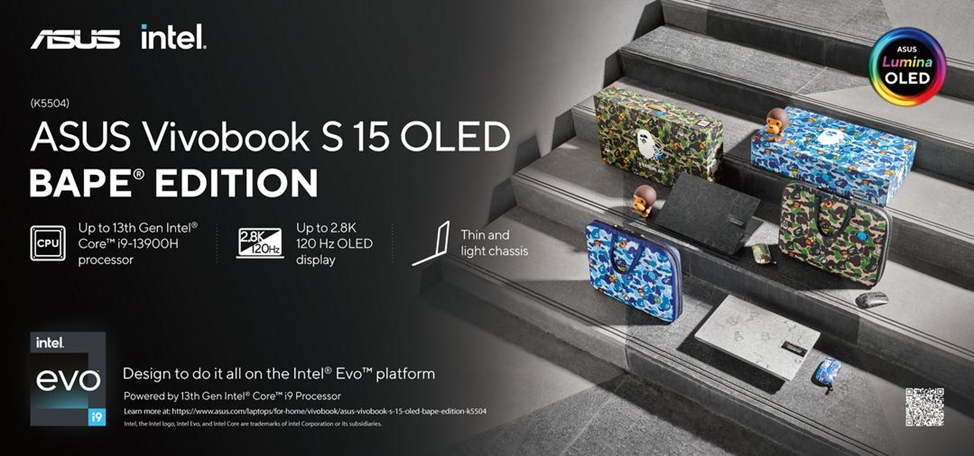 ASUS intel.
(K5504)
ASUS Vivobook S 15 OLED
BAPE® EDITION
CPU
Up to 13th Gen Intel®
Core™ i9-13900H
processor
2.8K
120Hz
Up to 2.8K
120 Hz OLED
display
Thin and
light chassis
ASUS
Lumina
OLED
intel.
evo
i9
Design to do it all on the Intel® Evo™ platform
Powered by 13th Gen Intel® Core™ i9 Processor
Learn more at: https://www.asus.com/laptops/for-home/vivobook/asus-vivobook-s-15-oled-bape-edition-k5504
Intel, the Intel logo, Intel Evo, and Intel Core are trademarks of intel Corporation or its subsidiaries.